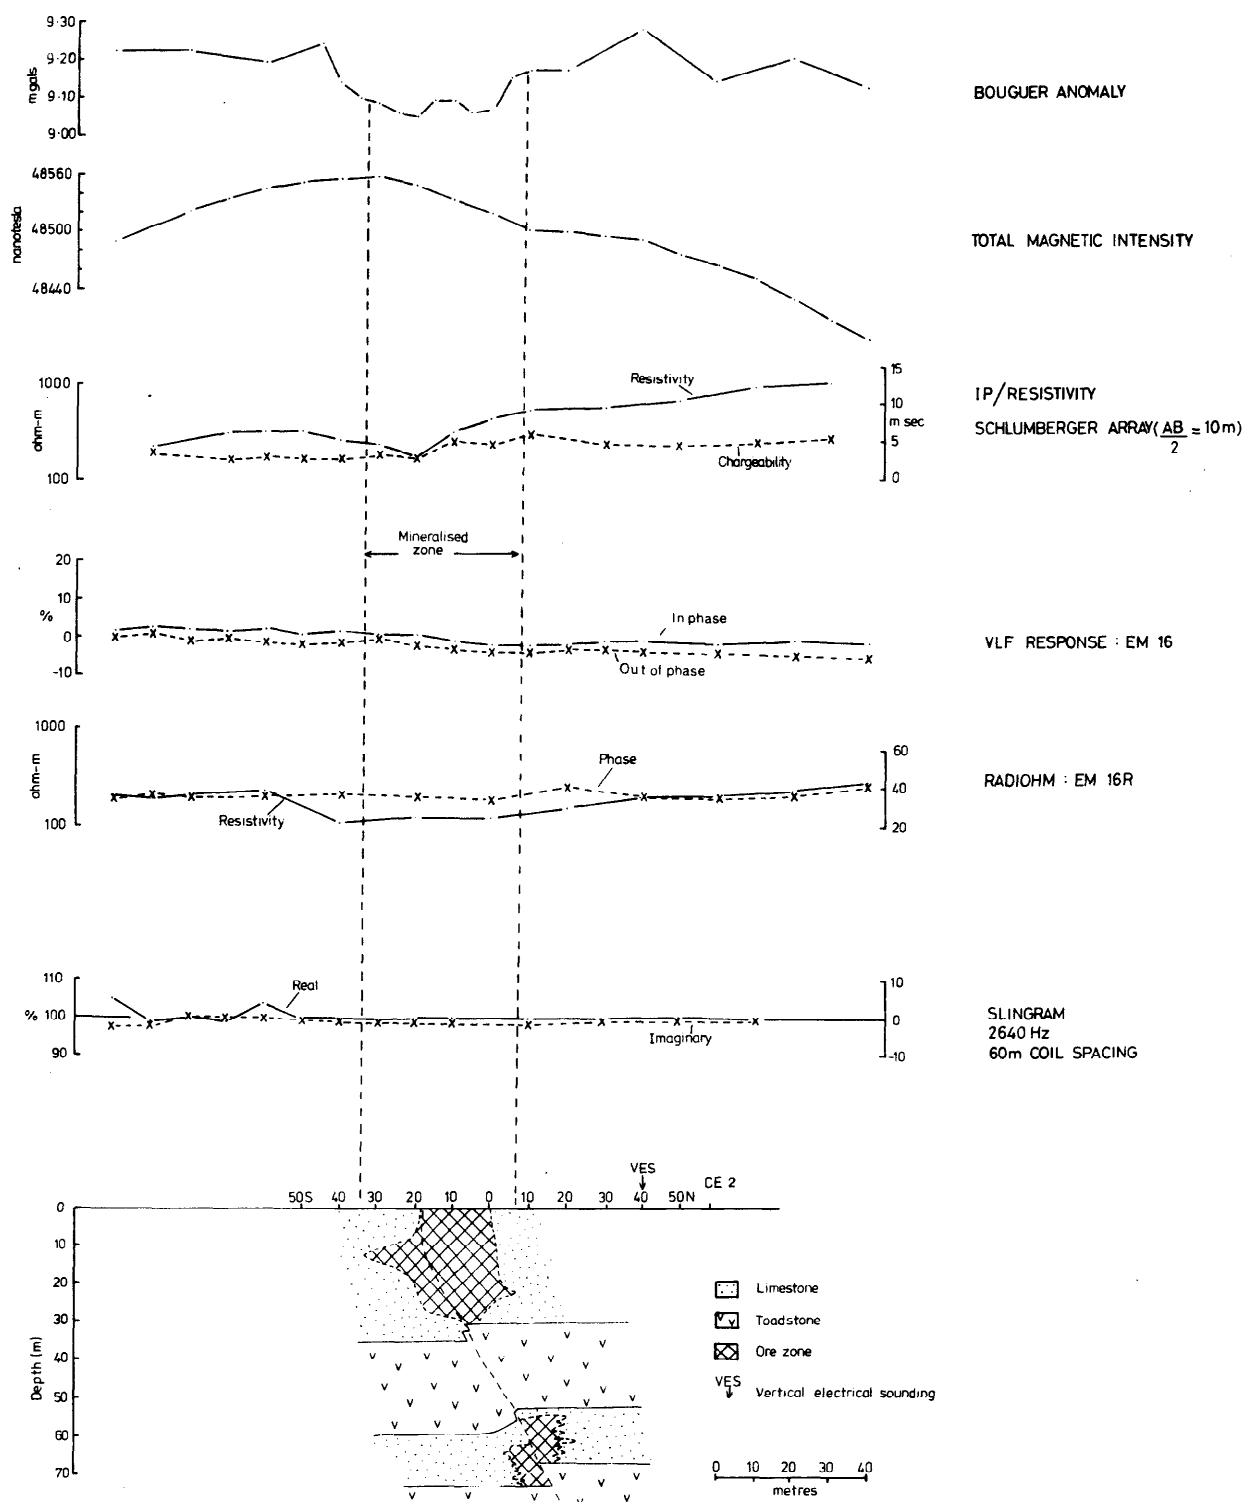 9·30
9·20
9·10
9·00
mgals
BOUGUER ANOMALY
48560
48500
48440
nanotesla
TOTAL MAGNETIC INTENSITY
1000
100
ohm-m
Resistivity
Chargeability
15
10
m sec
5
0
IP/RESISTIVITY
SCHLUMBERGER ARRAY(AB/2 = 10m)
Mineralised
zone
20
10
%
0
-10
In phase
Out of phase
VLF RESPONSE : EM 16
1000
100
ohm-m
Phase
Resistivity
60
40
20
RADIOHM : EM 16R
110
% 100
90
Real
Imaginary
10
0
-10
SLINGRAM
2640 Hz
60m COIL SPACING
VES
CE 2
50S 40 30 20 10 0 10 20 30 40 50N
0
10
20
30
40
50
60
70
Depth (m)
Limestone
Toadstone
Ore zone
VES
Vertical electrical sounding
0 10 20 30 40
metres